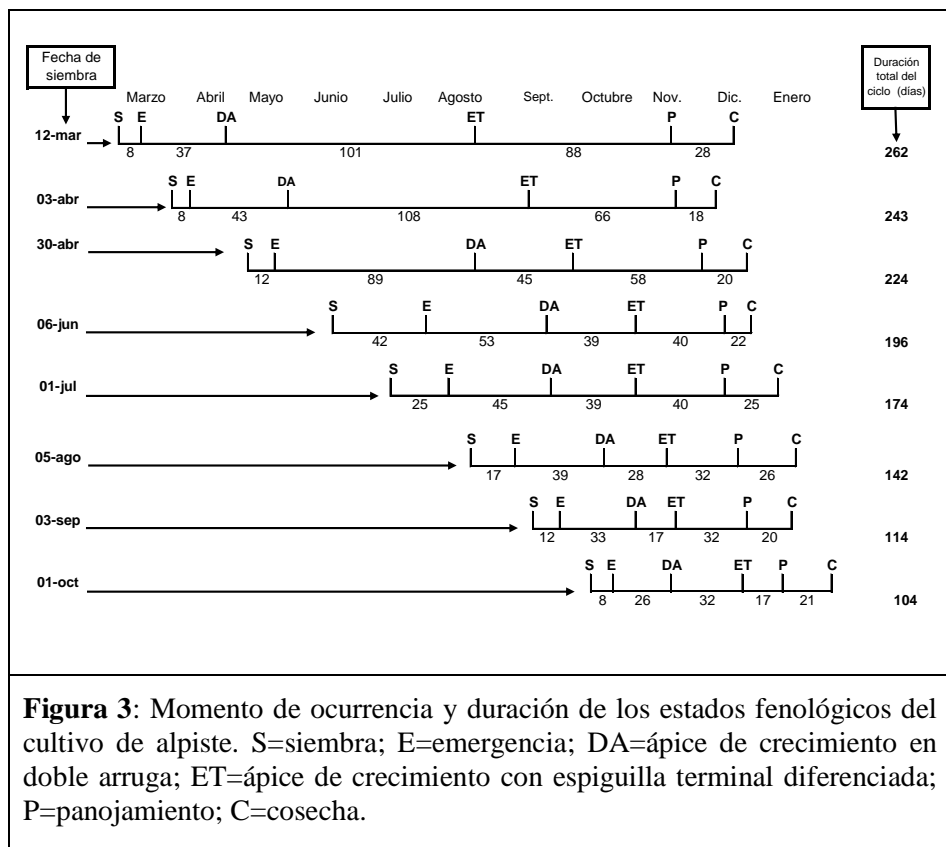 Fecha de
siembra
Duración
total del
ciclo (días)
Marzo Abril Mayo Junio Julio Agosto Sept. Octubre Nov. Dic. Enero
S E DA ET P C
12-mar
8 37 101 88 28 262
S E DA ET P C
03-abr
8 43 108 66 18 243
30-abr S E DA ET P C
12 89 45 58 20 224
S E DA ET P C
06-jun
42 53 39 40 22 196
S E DA ET P C
01-jul
25 45 39 40 25 174
S E DA ET P C
05-ago
17 39 28 32 26 142
S E DA ET P C
03-sep
12 33 17 32 20 114
S E DA ET P C
01-oct
8 26 32 17 21 104
Figura 3: Momento de ocurrencia y duración de los estados fenológicos del
cultivo de alpiste. S=siembra; E=emergencia; DA=ápice de crecimiento en
doble arruga; ET=ápice de crecimiento con espiguilla terminal diferenciada;
P=panojamiento; C=cosecha.